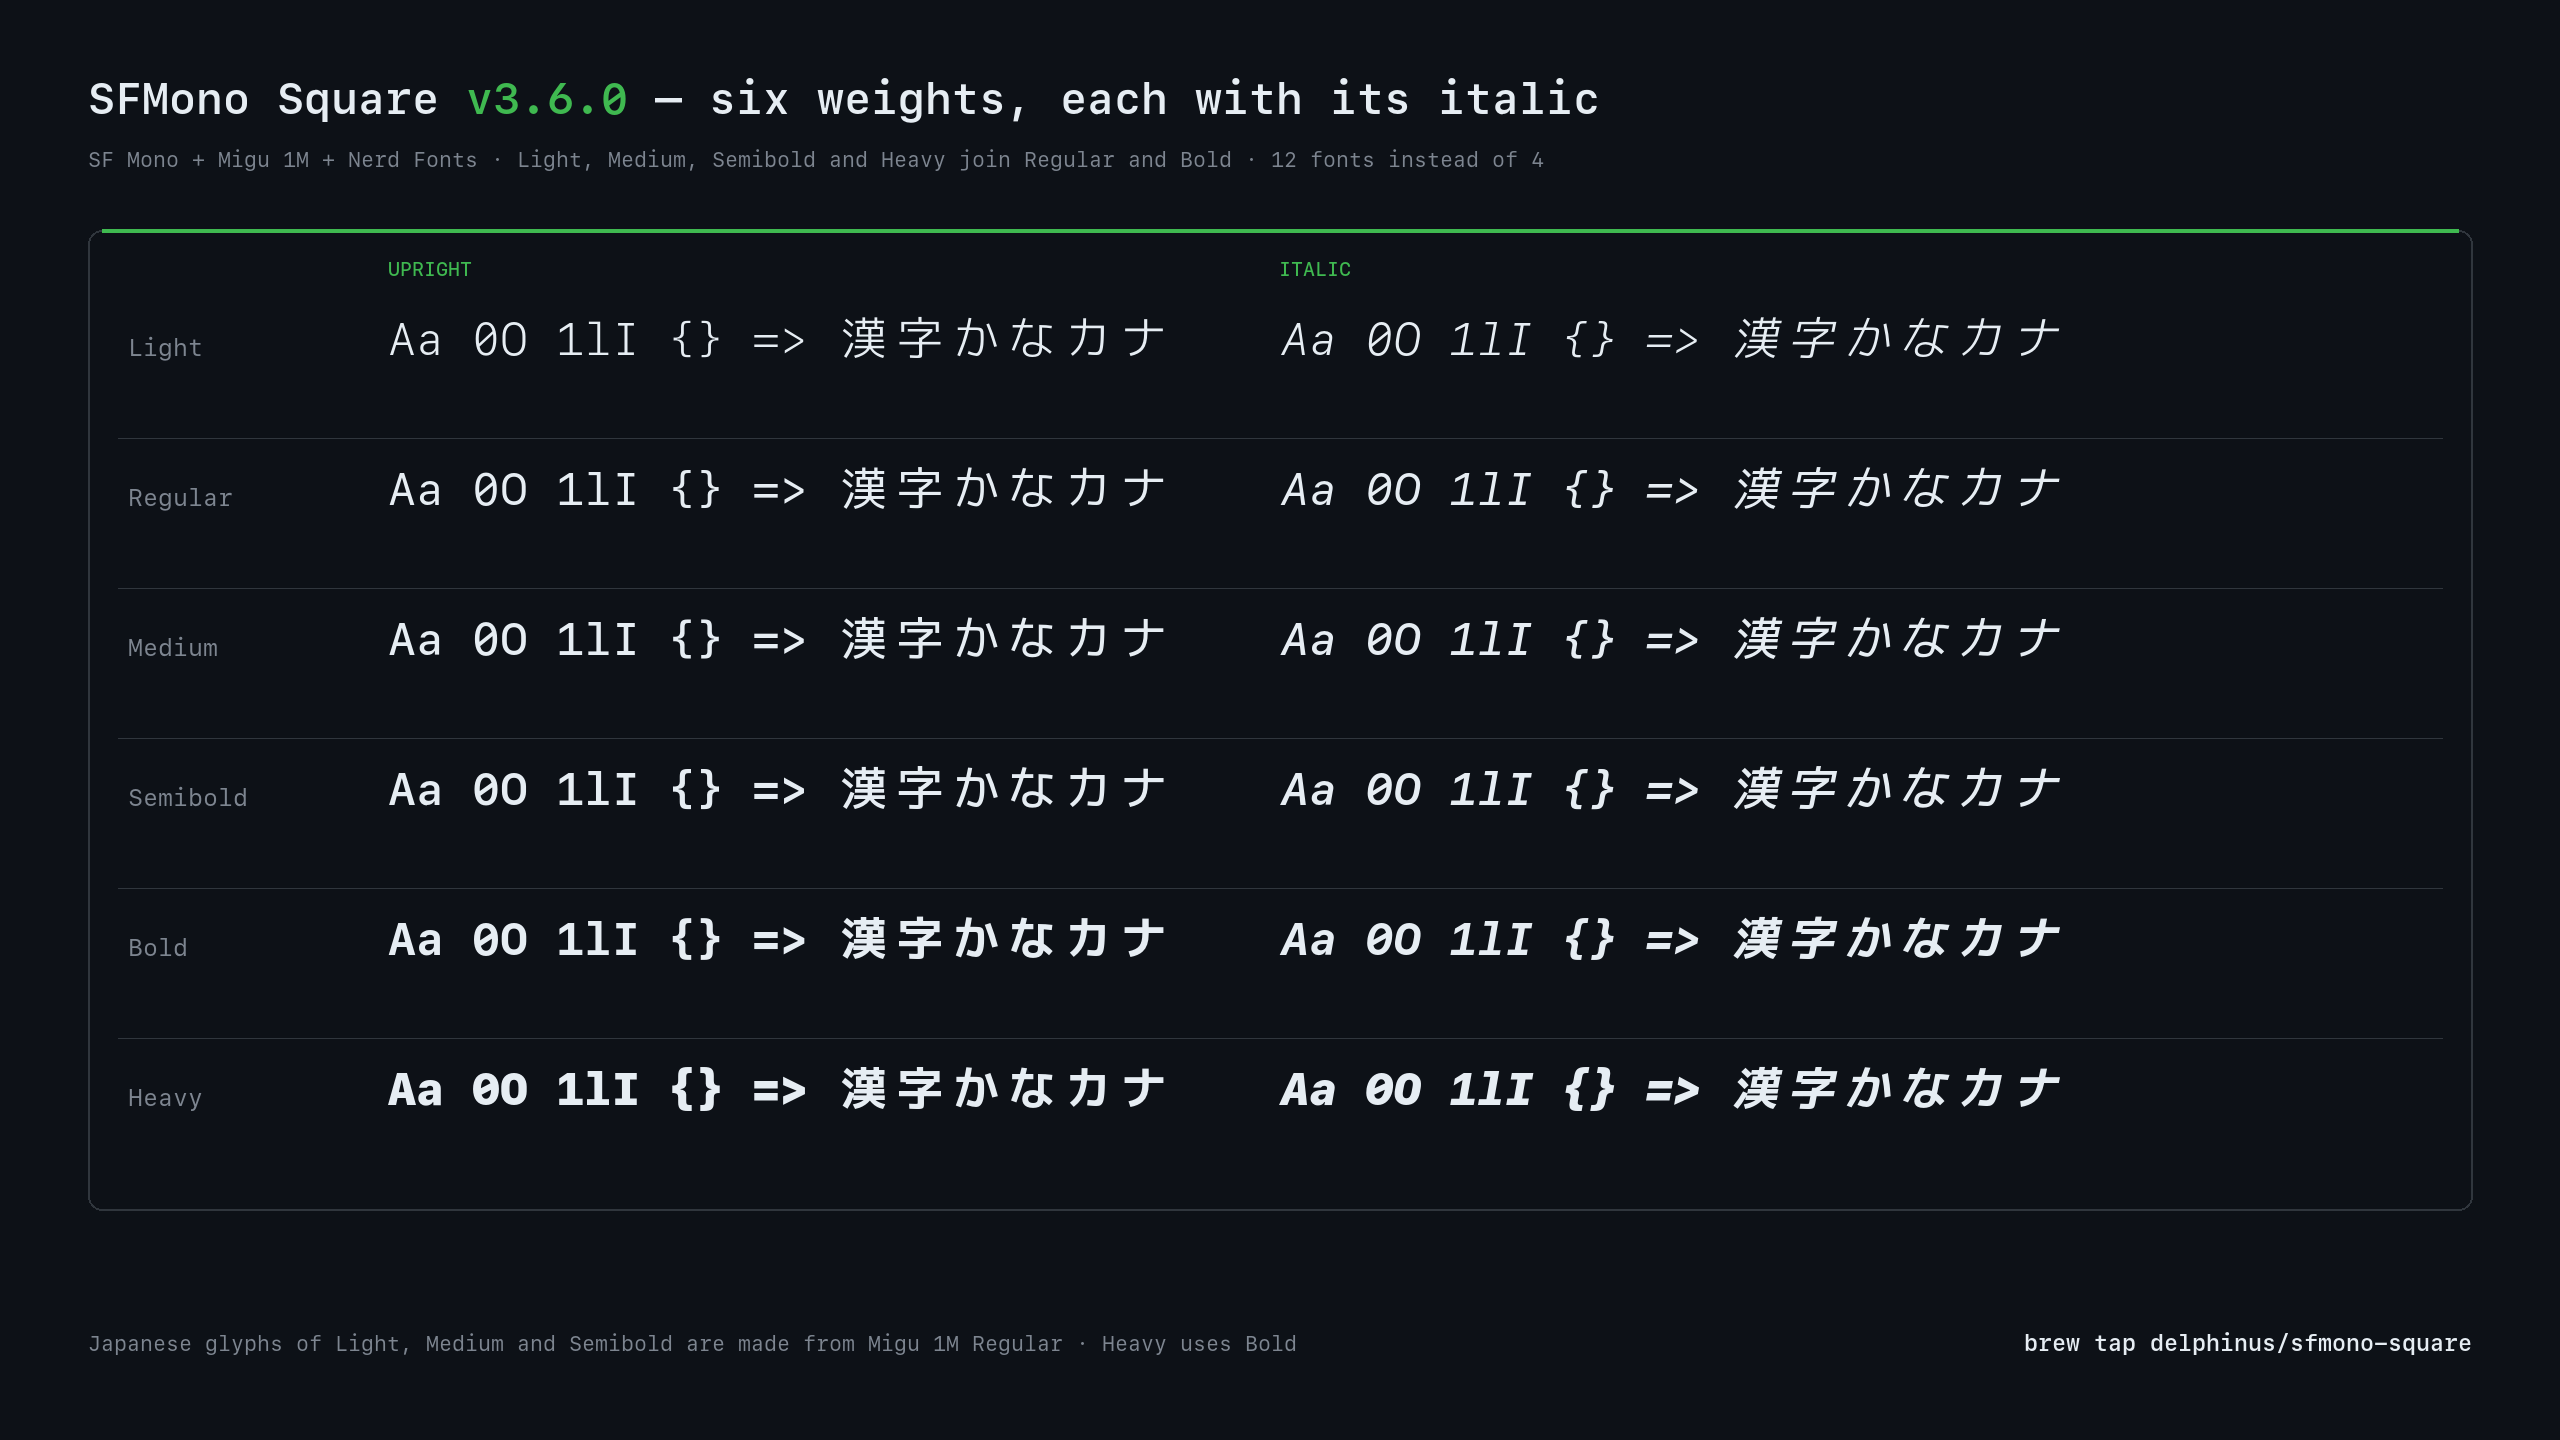 SFMono Square v3.6.0 — six weights, each with its italic
SF Mono + Migu 1M + Nerd Fonts · Light, Medium, Semibold and Heavy join Regular and Bold · 12 fonts instead of 4
UPRIGHT ITALIC
Light Aa 0O 1lI {} => 漢字かなカナ Aa 0O 1lI {} => 漢字かなカナ
Regular Aa 0O 1lI {} => 漢字かなカナ Aa 0O 1lI {} => 漢字かなカナ
Medium Aa 0O 1lI {} => 漢字かなカナ Aa 0O 1lI {} => 漢字かなカナ
Semibold Aa 0O 1lI {} => 漢字かなカナ Aa 0O 1lI {} => 漢字かなカナ
Bold Aa 0O 1lI {} => 漢字かなカナ Aa 0O 1lI {} => 漢字かなカナ
Heavy Aa 0O 1lI {} => 漢字かなカナ Aa 0O 1lI {} => 漢字かなカナ
Japanese glyphs of Light, Medium and Semibold are made from Migu 1M Regular · Heavy uses Bold
brew tap delphinus/sfmono-square